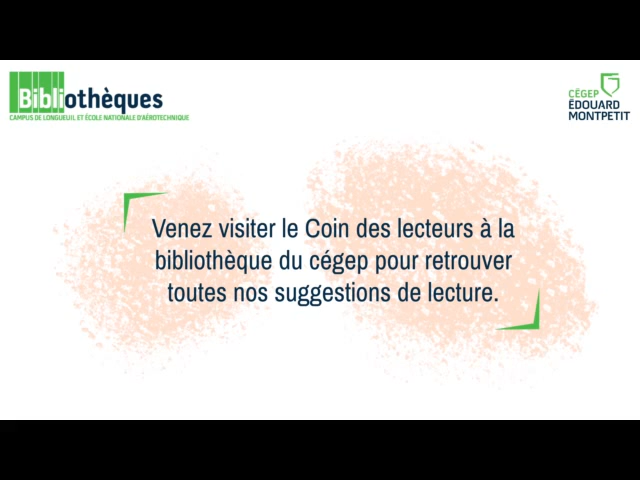 Bibliothèques
CAMPUS DE LONGUEUIL ET ÉCOLE NATIONALE D'AÉROTECHNIQUE
CÉGEP
ÉDOUARD
MONTPETIT
Venez visiter le Coin des lecteurs à la
bibliothèque du cégep pour retrouver
toutes nos suggestions de lecture.